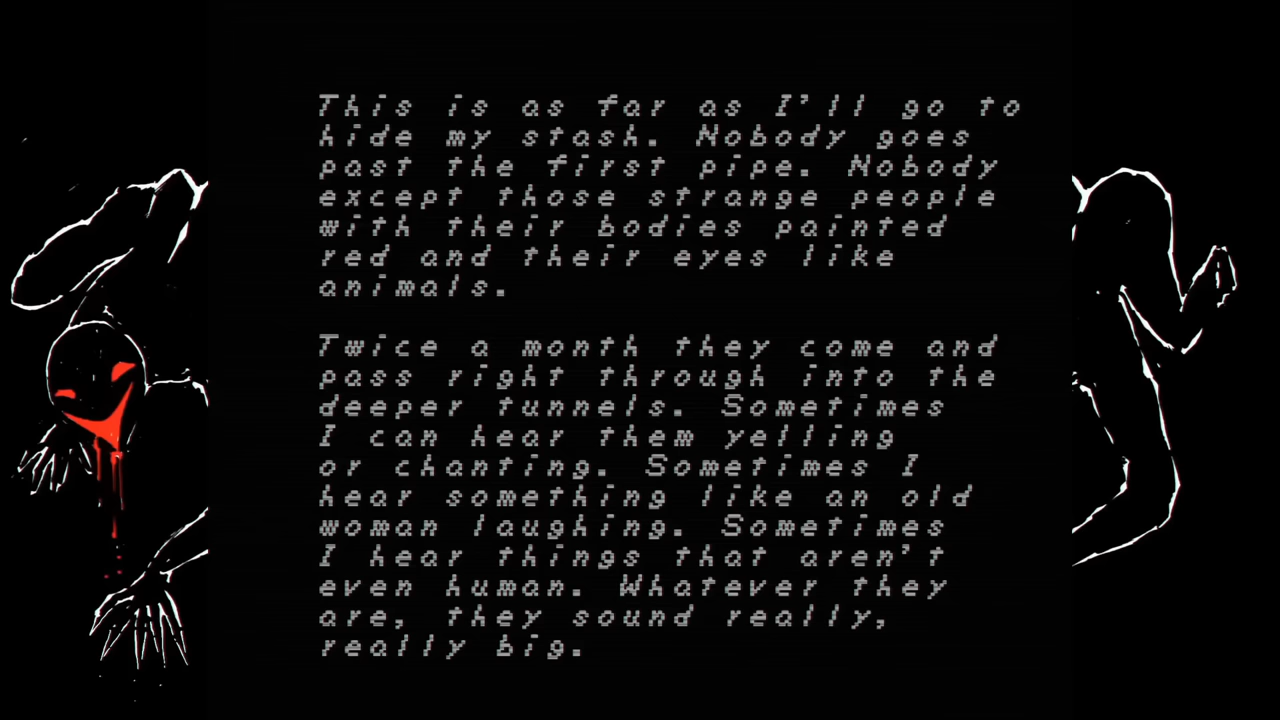 This is as far as I'll go to
hide my stash. Nobody goes
past the first pipe. Nobody
except those strange people
with their bodies painted
red and their eyes like
animals.
Twice a month they come and
pass right through into the
deeper tunnels. Sometimes
I can hear them yelling
or chanting. Sometimes I
hear something like an old
woman laughing. Sometimes
I hear things that aren't
even human. Whatever they
are, they sound really,
really big.